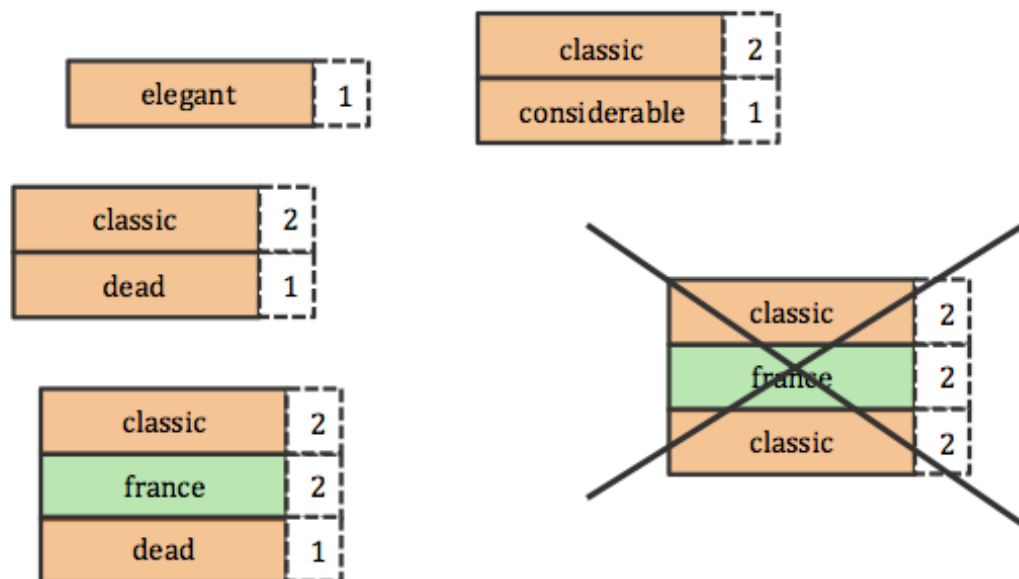 elegant 1
classic 2
considerable 1
classic 2
dead 1
classic 2
france 2
classic 2
classic 2
france 2
dead 1